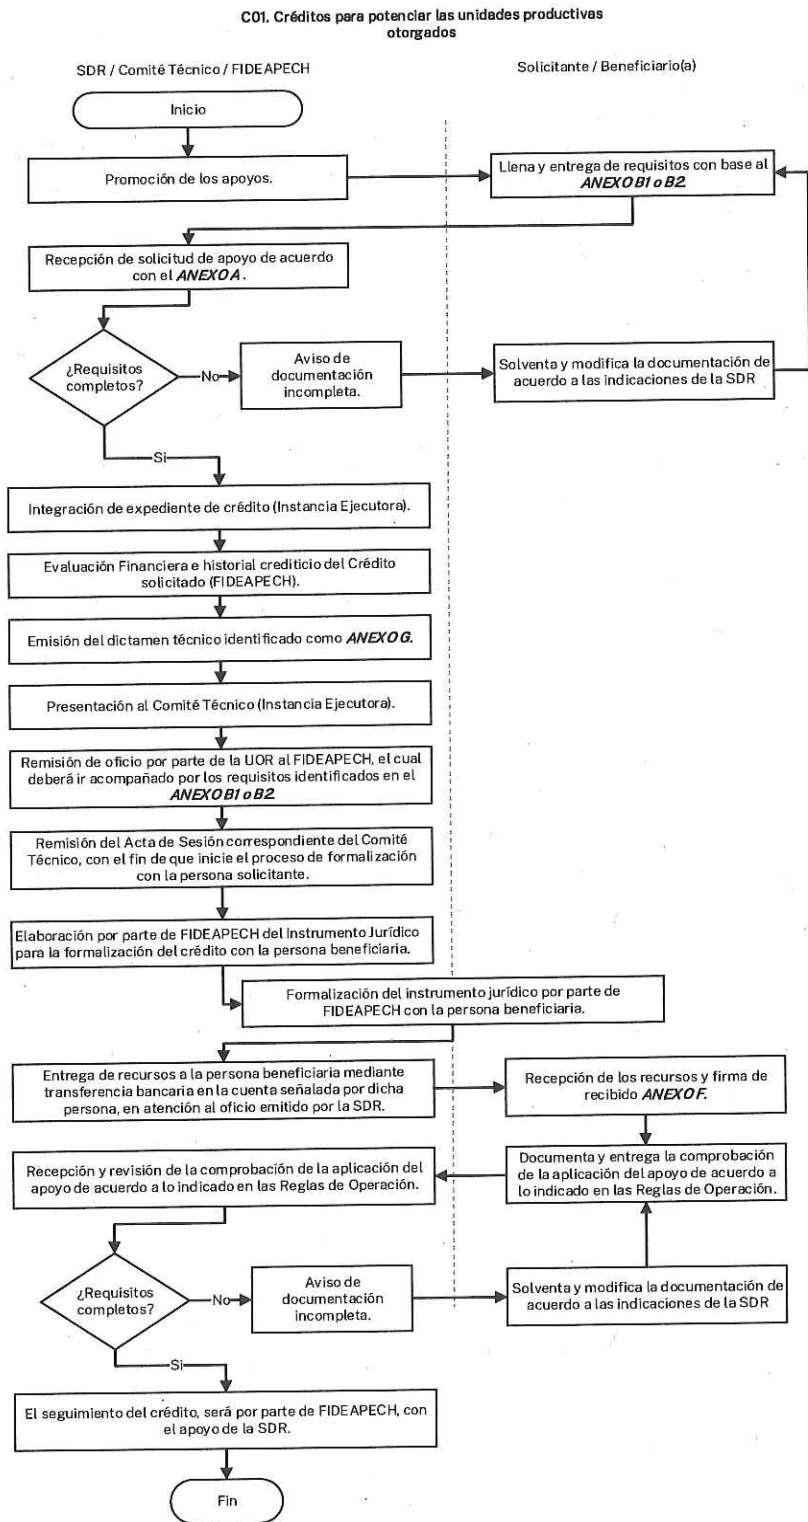 C01. Créditos para potenciar las unidades productivas
otorgados
SDR / Comité Técnico / FIDEAPECH
Solicitante / Beneficiario(a)
Inicio
Promoción de los apoyos.
Llena y entrega de requisitos con base al
ANEXO B1 o B2.
Recepción de solicitud de apoyo de acuerdo
con el ANEXO A .
¿Requisitos
completos?
No
Aviso de
documentación
incompleta.
Solventa y modifica la documentación de
acuerdo a las indicaciones de la SDR
Si
Integración de expediente de crédito (Instancia Ejecutora).
Evaluación Financiera e historial crediticio del Crédito
solicitado (FIDEAPECH).
Emisión del dictamen técnico identificado como ANEXO G.
Presentación al Comité Técnico (Instancia Ejecutora).
Remisión de oficio por parte de la UOR al FIDEAPECH, el cual
deberá ir acompañado por los requisitos identificados en el
ANEXO B1 o B2.
Remisión del Acta de Sesión correspondiente del Comité
Técnico, con el fin de que inicie el proceso de formalización
con la persona solicitante.
Elaboración por parte de FIDEAPECH del Instrumento Jurídico
para la formalización del crédito con la persona beneficiaria.
Formalización del instrumento jurídico por parte de
FIDEAPECH con la persona beneficiaria.
Entrega de recursos a la persona beneficiaria mediante
transferencia bancaria en la cuenta señalada por dicha
persona, en atención al oficio emitido por la SDR.
Recepción de los recursos y firma de
recibido ANEXO F.
Recepción y revisión de la comprobación de la aplicación del
apoyo de acuerdo a lo indicado en las Reglas de Operación.
Documenta y entrega la comprobación
de la aplicación del apoyo de acuerdo a
lo indicado en las Reglas de Operación.
¿Requisitos
completos?
No
Aviso de
documentación
incompleta.
Solventa y modifica la documentación de
acuerdo a las indicaciones de la SDR
Si
El seguimiento del crédito, será por parte de FIDEAPECH, con
el apoyo de la SDR.
Fin